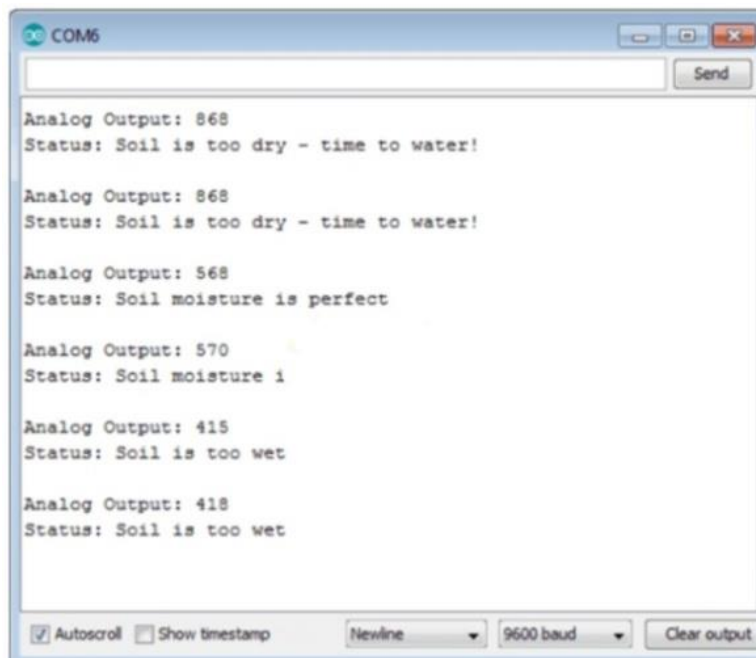 COM6
Send
Analog Output: 868
Status: Soil is too dry - time to water!
Analog Output: 868
Status: Soil is too dry - time to water!
Analog Output: 568
Status: Soil moisture is perfect
Analog Output: 570
Status: Soil moisture i
Analog Output: 415
Status: Soil is too wet
Analog Output: 418
Status: Soil is too wet
Autoscroll Show timestamp Newline 9600 baud Clear output